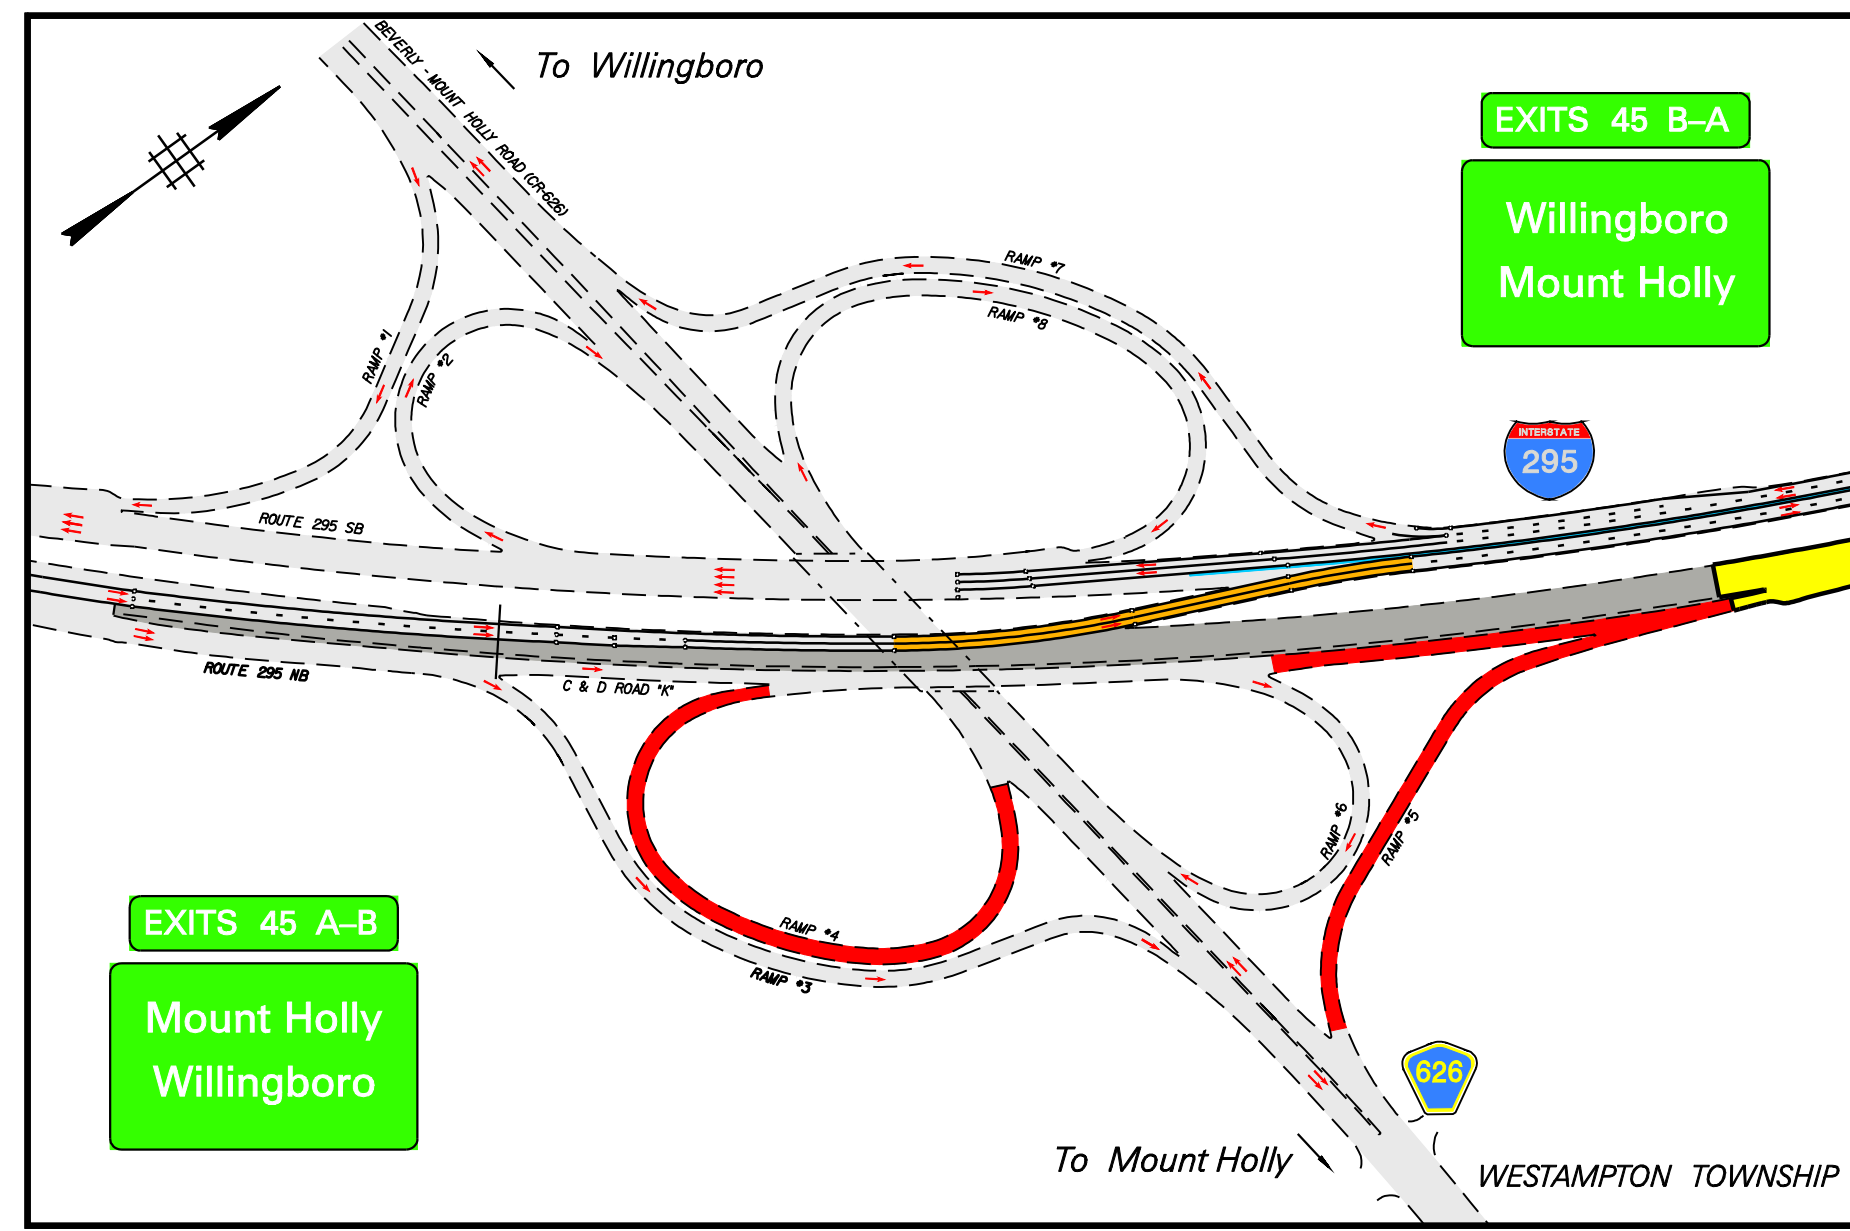 To Willingboro
BEVERLY - MOUNT HOLLY ROAD (CR-626)
EXITS 45 B–A
Willingboro
Mount Holly
RAMP #7
RAMP #8
RAMP #1
RAMP #2
INTERSTATE
295
ROUTE 295 SB
ROUTE 295 NB
C & D ROAD "K"
RAMP #6
RAMP #5
RAMP #4
RAMP #3
EXITS 45 A–B
Mount Holly
Willingboro
626
To Mount Holly
WESTAMPTON TOWNSHIP